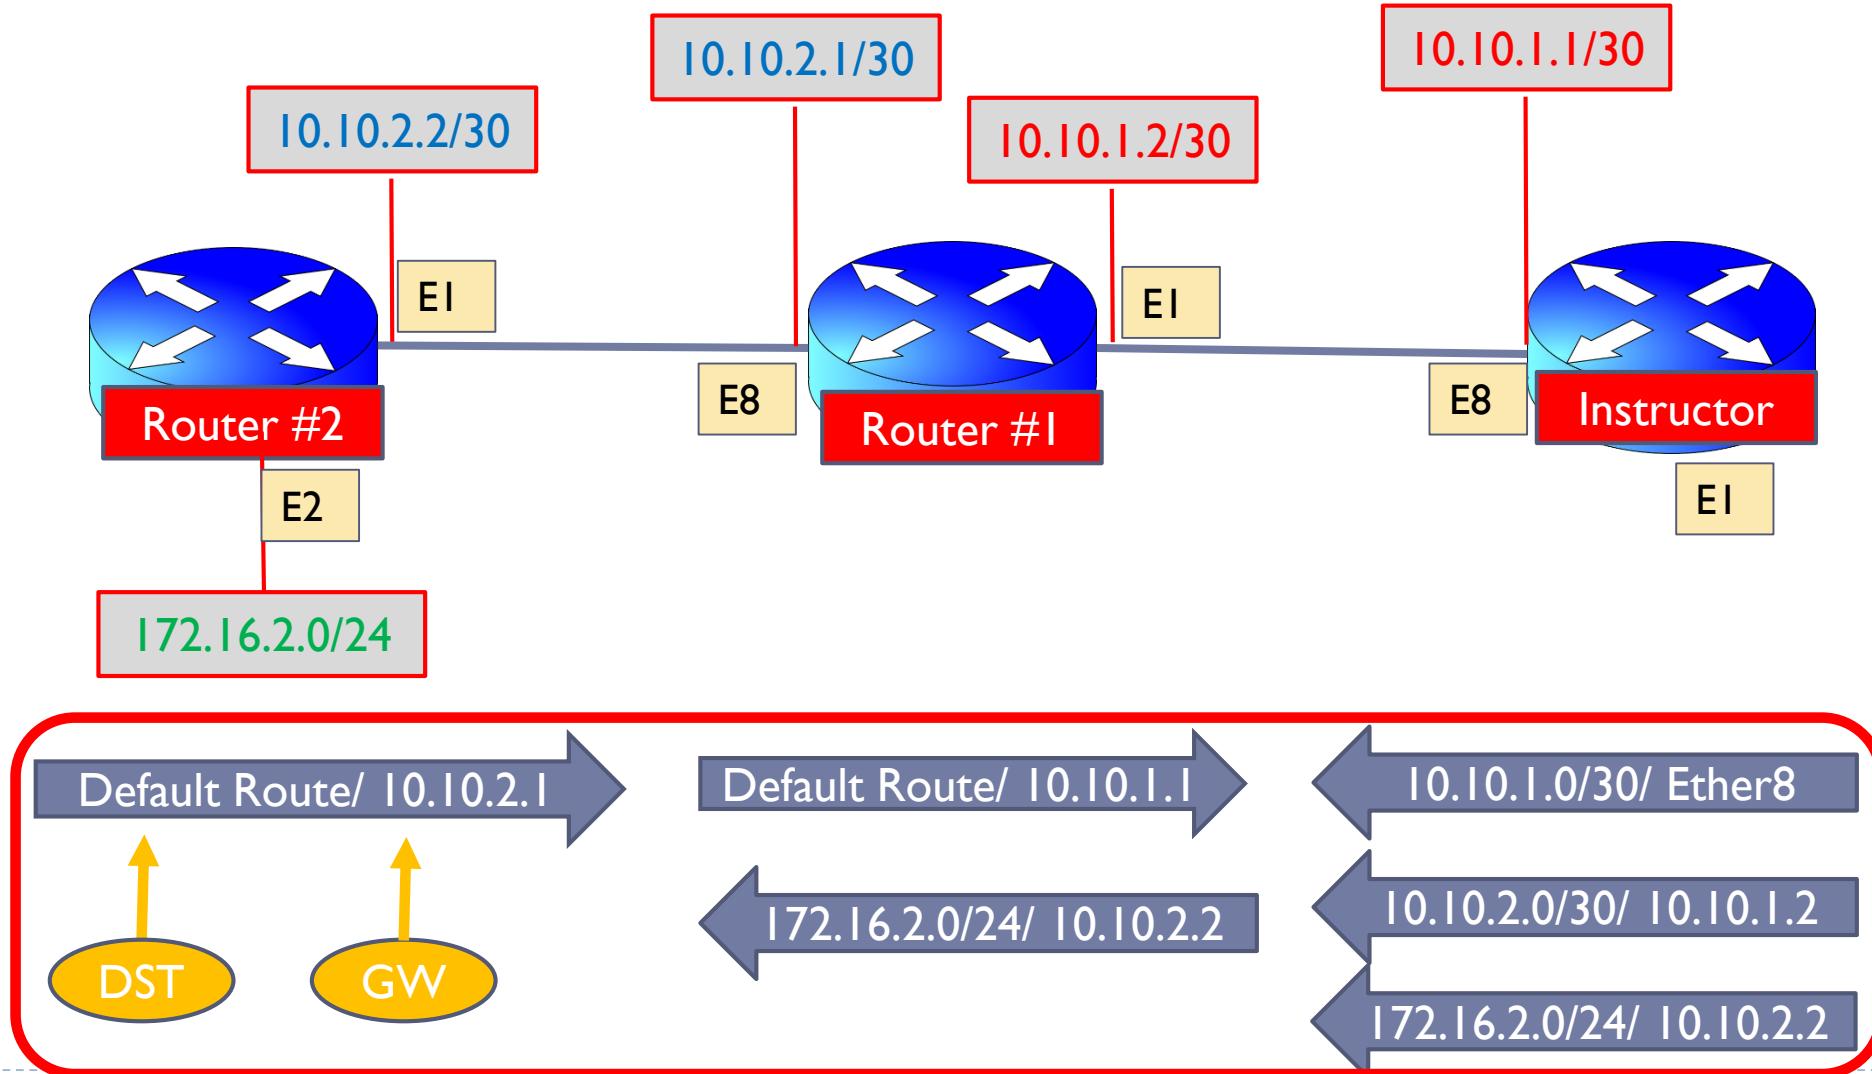 10.10.2.1/30
10.10.1.1/30
10.10.2.2/30
10.10.1.2/30
E1
E1
E8
E8
Router #2
Router #1
Instructor
E2
E1
172.16.2.0/24
Default Route/ 10.10.2.1
Default Route/ 10.10.1.1
10.10.1.0/30/ Ether8
172.16.2.0/24/ 10.10.2.2
10.10.2.0/30/ 10.10.1.2
DST
GW
172.16.2.0/24/ 10.10.2.2